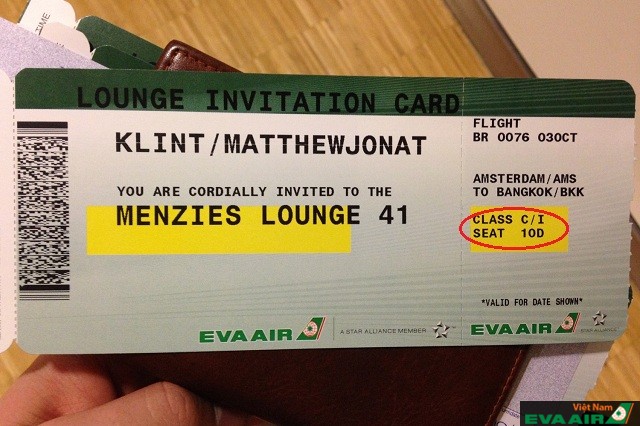 LOUNGE INVITATION CARD
KLINT/MATTHEWJONAT
YOU ARE CORDIALLY INVITED TO THE
MENZIES LOUNGE 41
FLIGHT
BR 0076 03OCT
AMSTERDAM/AMS
TO BANGKOK/BKK
CLASS C/I
SEAT 10D
*VALID FOR DATE SHOWN*
EVA AIR
A STAR ALLIANCE MEMBER
EVA AIR
Việt Nam
EVA AIR